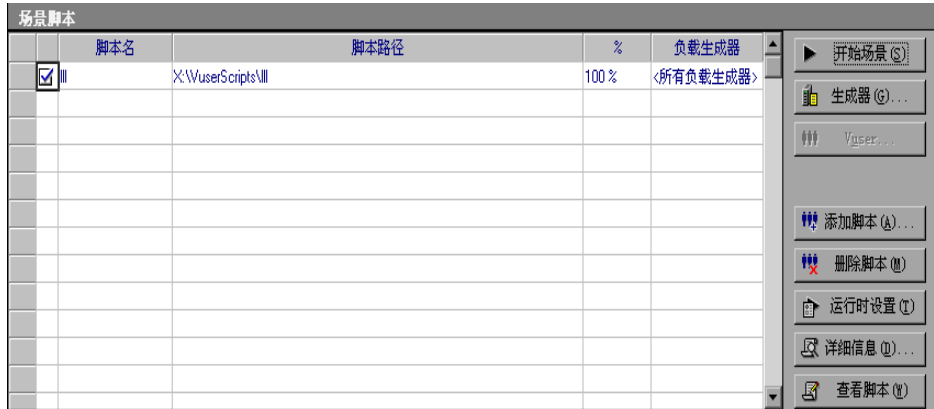 场景脚本
脚本名 脚本路径 % 负载生成器
lll X:\VuserScripts\lll 100 % <所有负载生成器>
开始场景(S)
生成器(G)...
Vuser...
添加脚本(A)...
删除脚本(M)
运行时设置(T)
详细信息(D)...
查看脚本(W)